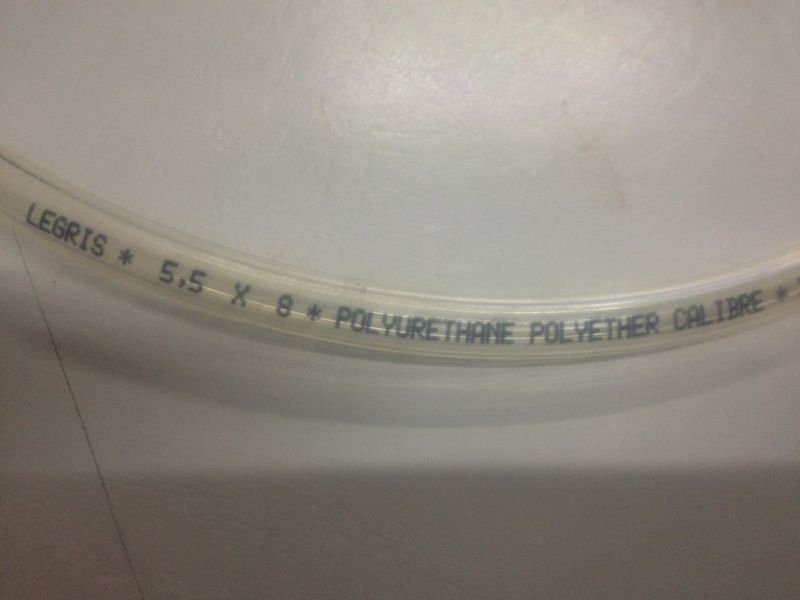 LEGRIS * 5,5 X 8 * POLYURETHANE POLYETHER CALIBRE *